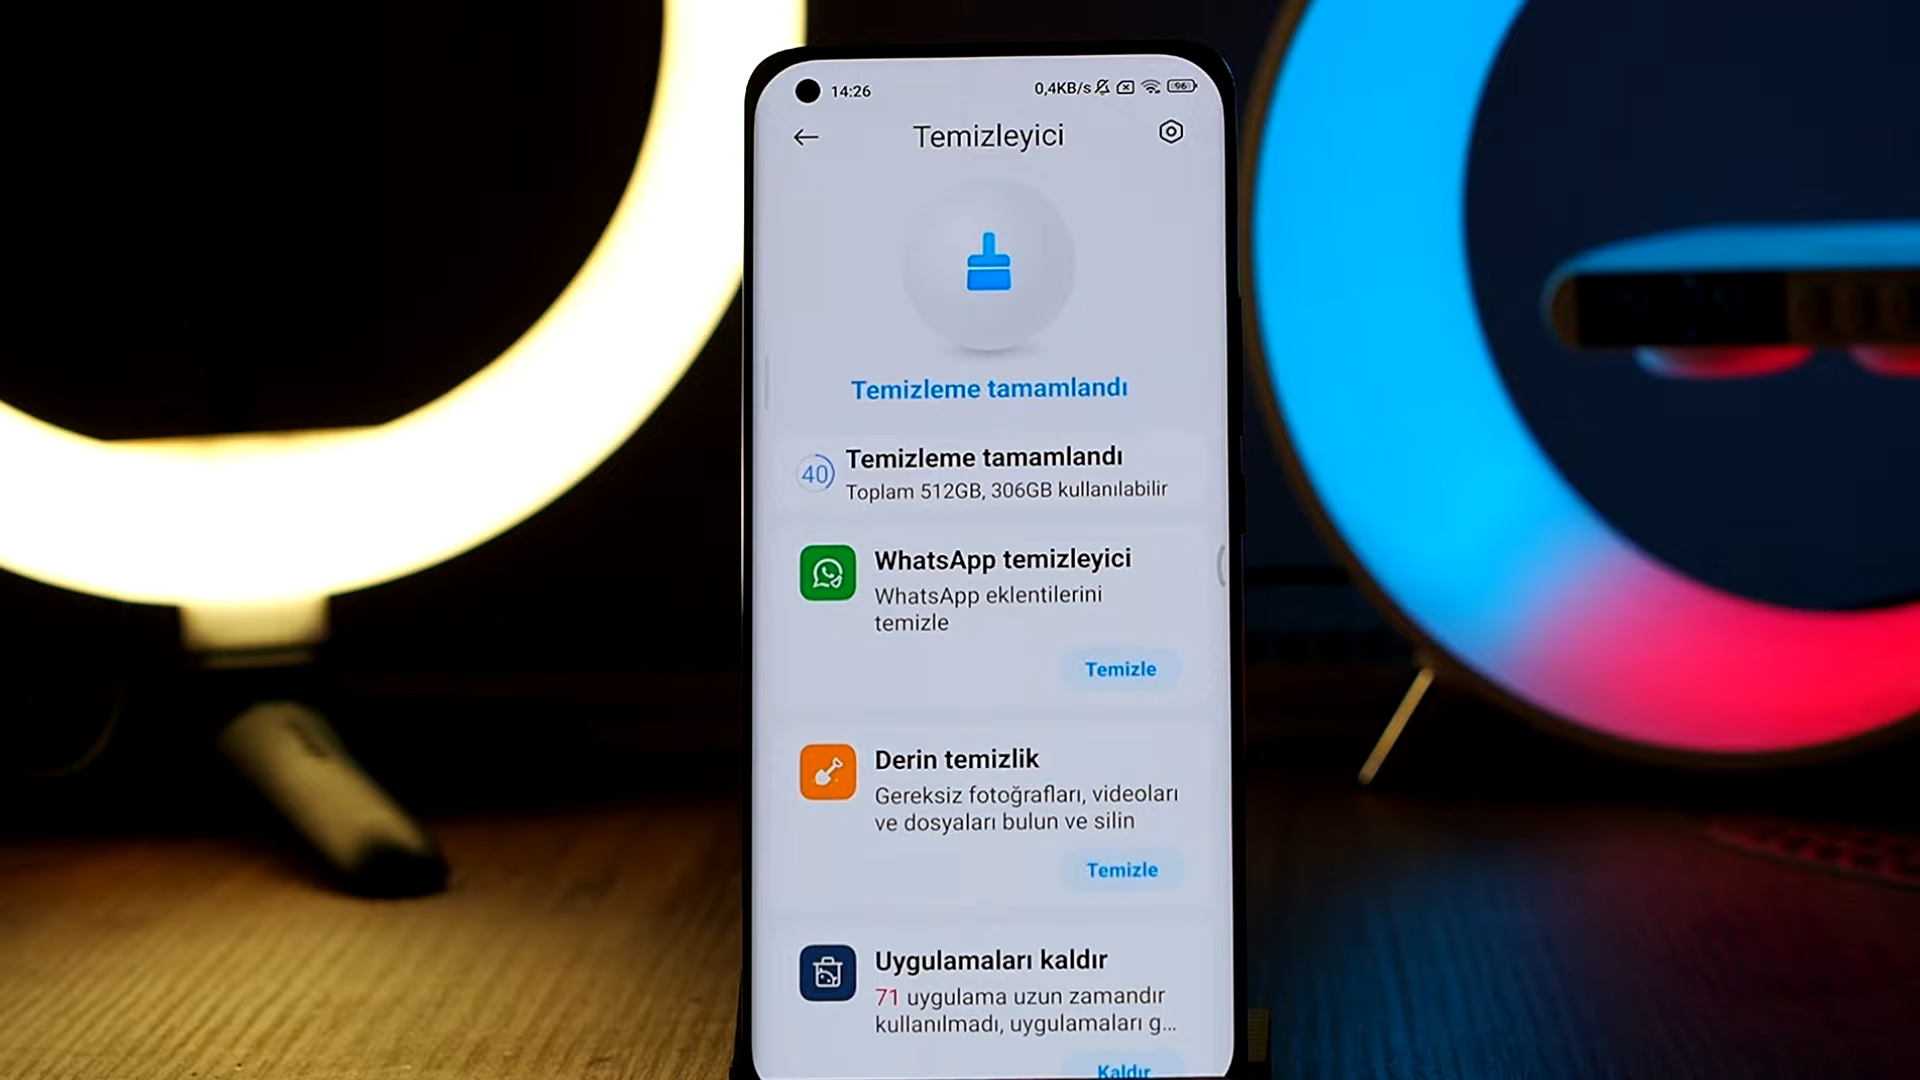 14:26
0,4KB/s
96
Temizleyici
Temizleme tamamlandı
40
Temizleme tamamlandı
Toplam 512GB, 306GB kullanılabilir
WhatsApp temizleyici
WhatsApp eklentilerini
temizle
Temizle
Derin temizlik
Gereksiz fotoğrafları, videoları
ve dosyaları bulun ve silin
Temizle
Uygulamaları kaldır
71 uygulama uzun zamandır
kullanılmadı, uygulamaları g...
Kaldır